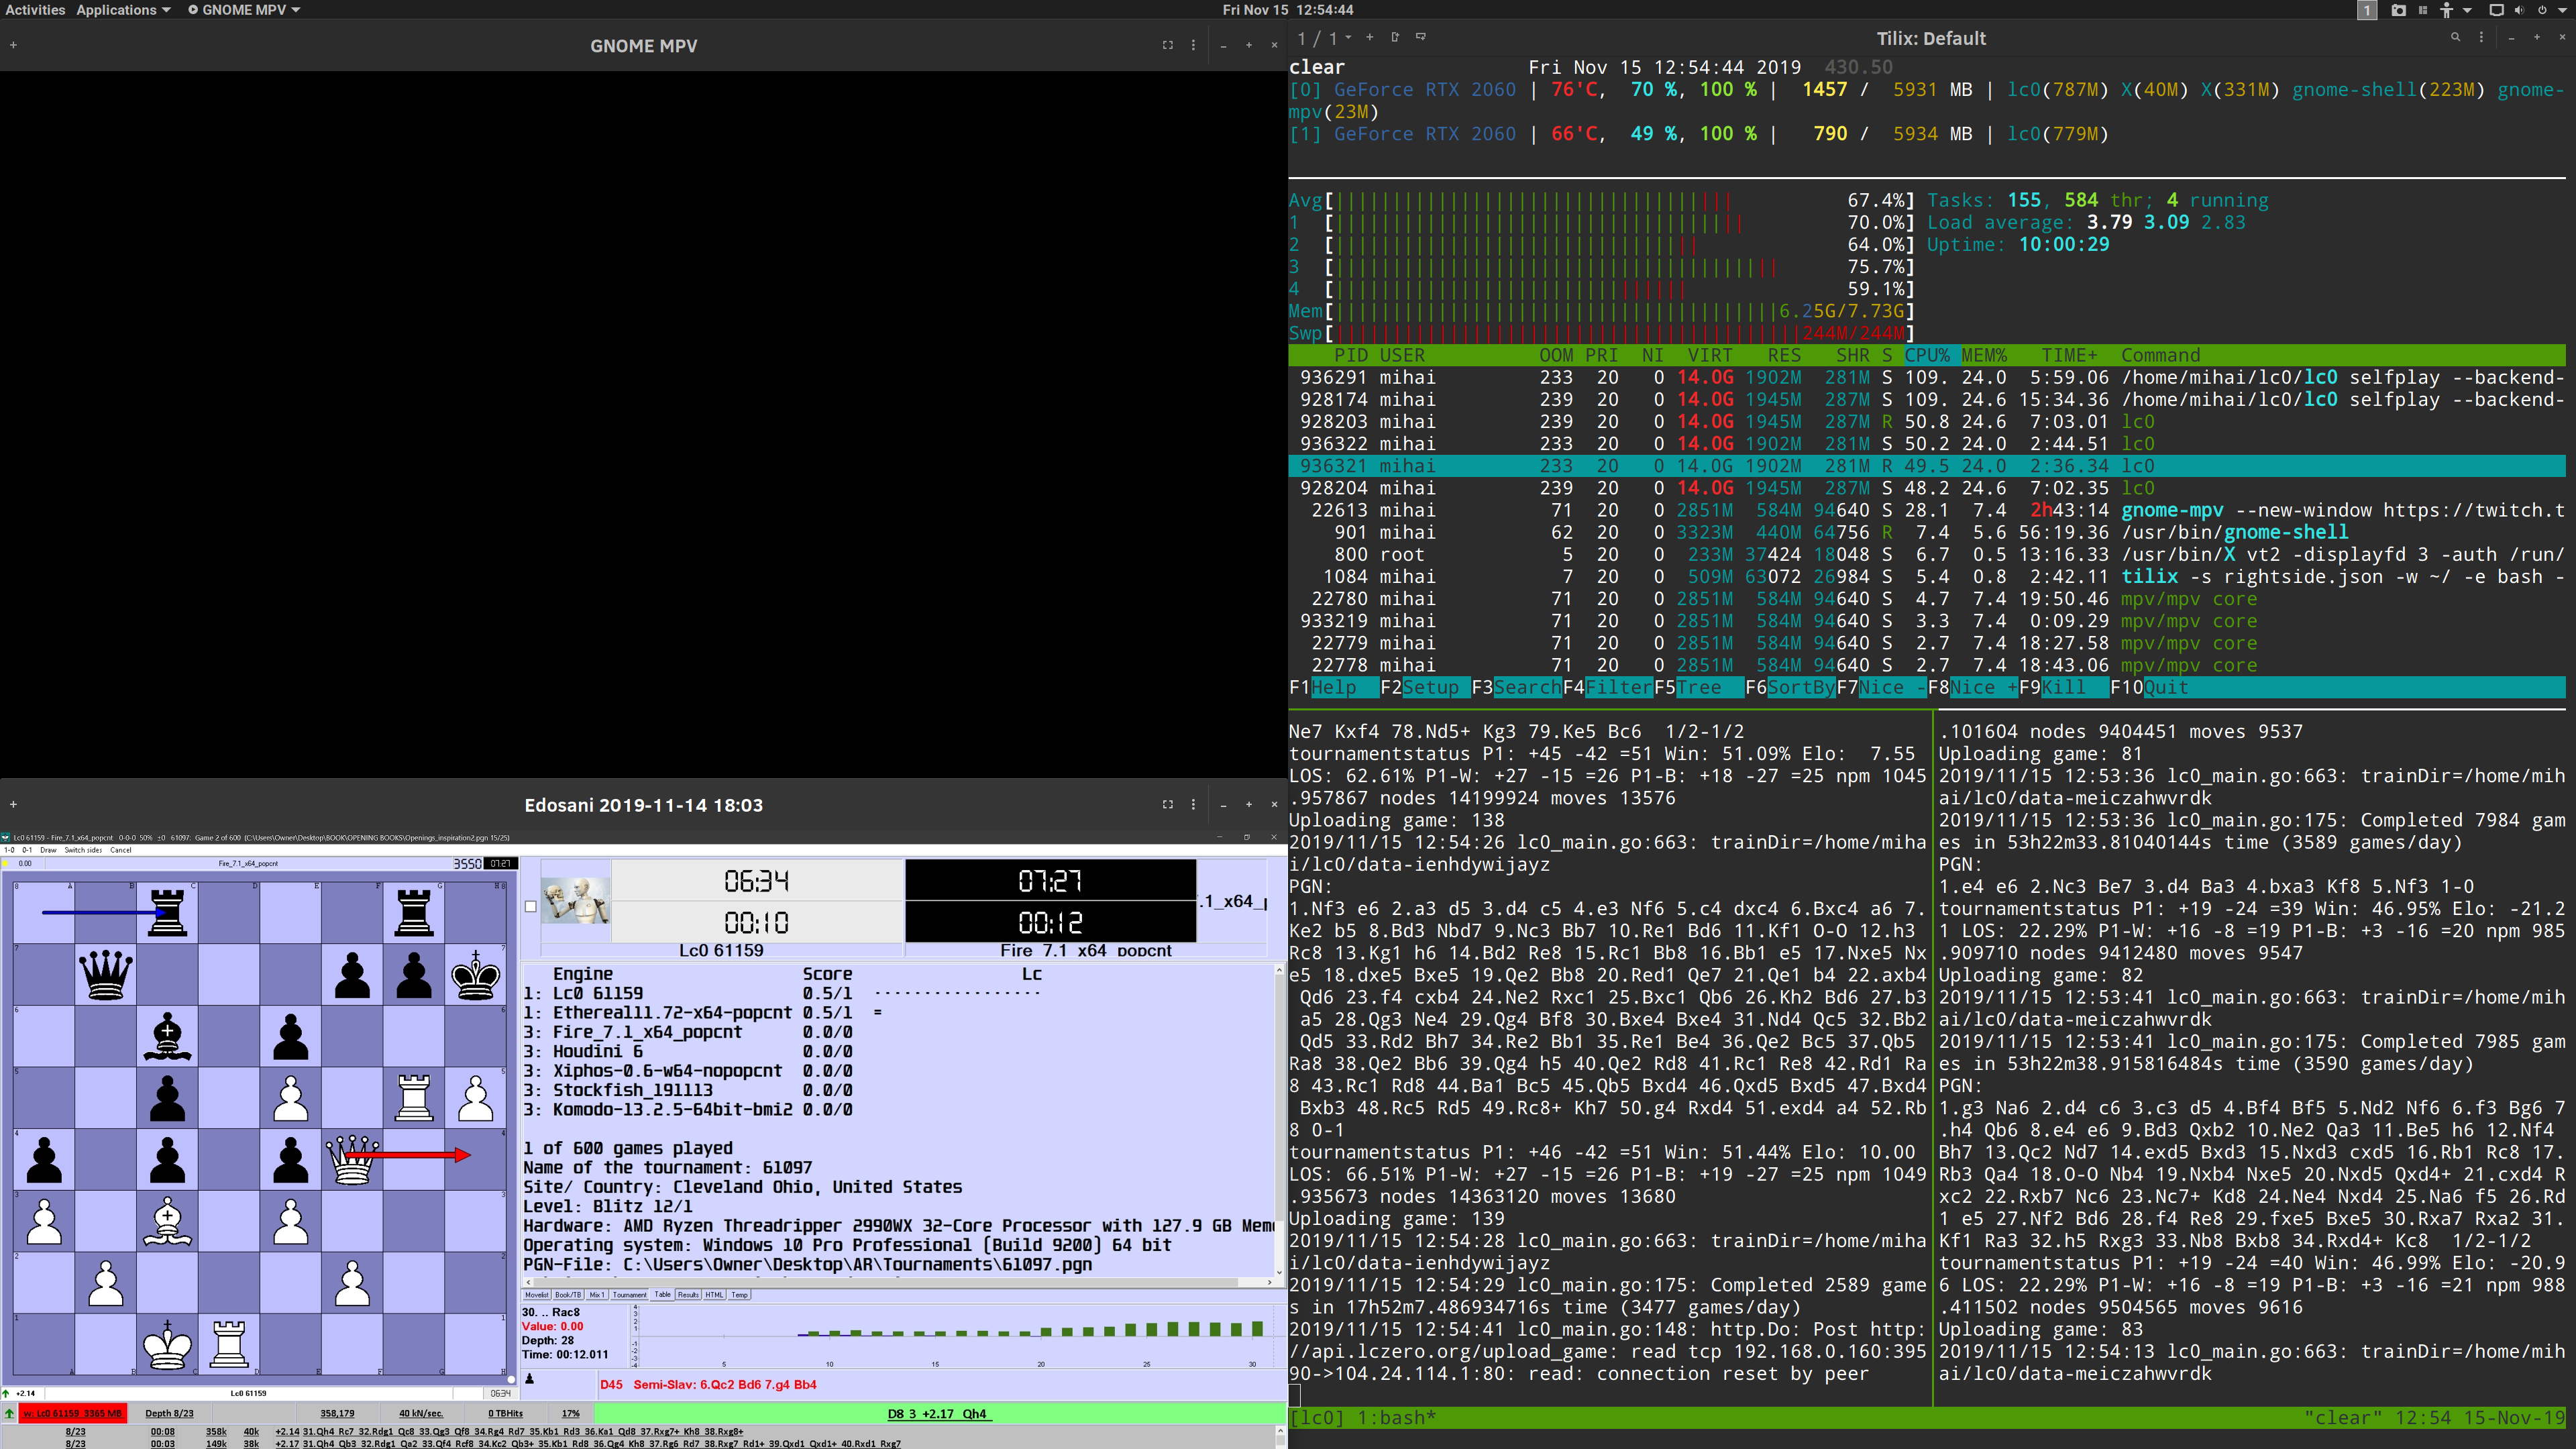 Activities Applications GNOME MPV
Fri Nov 15 12:54:44
1
GNOME MPV
1 / 1
Tilix: Default
clear Fri Nov 15 12:54:44 2019 430.50
[0] GeForce RTX 2060 | 76'C, 70 %, 100 % | 1457 / 5931 MB | lc0(787M) X(40M) X(331M) gnome-shell(223M) gnome-
mpv(23M)
[1] GeForce RTX 2060 | 66'C, 49 %, 100 % | 790 / 5934 MB | lc0(779M)
Avg[ 67.4%] Tasks: 155, 584 thr; 4 running
1 [ 70.0%] Load average: 3.79 3.09 2.83
2 [ 64.0%] Uptime: 10:00:29
3 [ 75.7%]
4 [ 59.1%]
Mem[ 6.25G/7.73G]
Swp[ 244M/244M]
PID USER OOM PRI NI VIRT RES SHR S CPU% MEM% TIME+ Command
936291 mihai 233 20 0 14.0G 1902M 281M S 109. 24.0 5:59.06 /home/mihai/lc0/lc0 selfplay --backend-
928174 mihai 239 20 0 14.0G 1945M 287M S 109. 24.6 15:34.36 /home/mihai/lc0/lc0 selfplay --backend-
928203 mihai 239 20 0 14.0G 1945M 287M R 50.8 24.6 7:03.01 lc0
936322 mihai 233 20 0 14.0G 1902M 281M S 50.2 24.0 2:44.51 lc0
936321 mihai 233 20 0 14.0G 1902M 281M R 49.5 24.0 2:36.34 lc0
928204 mihai 239 20 0 14.0G 1945M 287M S 48.2 24.6 7:02.35 lc0
22613 mihai 71 20 0 2851M 584M 94640 S 28.1 7.4 2h43:14 gnome-mpv --new-window https://twitch.t
901 mihai 62 20 0 3323M 440M 64756 R 7.4 5.6 56:19.36 /usr/bin/gnome-shell
800 root 5 20 0 233M 37424 18048 S 6.7 0.5 13:16.33 /usr/bin/X vt2 -displayfd 3 -auth /run/
1084 mihai 7 20 0 509M 63072 26984 S 5.4 0.8 2:42.11 tilix -s rightside.json -w ~/ -e bash -
22780 mihai 71 20 0 2851M 584M 94640 S 4.7 7.4 19:50.46 mpv/mpv core
933219 mihai 71 20 0 2851M 584M 94640 S 3.3 7.4 0:09.29 mpv/mpv core
22779 mihai 71 20 0 2851M 584M 94640 S 2.7 7.4 18:27.58 mpv/mpv core
22778 mihai 71 20 0 2851M 584M 94640 S 2.7 7.4 18:43.06 mpv/mpv core
F1Help F2Setup F3SearchF4FilterF5Tree F6SortByF7Nice -F8Nice +F9Kill F10Quit
Ne7 Kxf4 78.Nd5+ Kg3 79.Ke5 Bc6 1/2-1/2
tournamentstatus P1: +45 -42 =51 Win: 51.09% Elo: 7.55
LOS: 62.61% P1-W: +27 -15 =26 P1-B: +18 -27 =25 npm 1045
.957867 nodes 14199924 moves 13576
Uploading game: 138
2019/11/15 12:54:26 lc0_main.go:663: trainDir=/home/miha
i/lc0/data-ienhdywijayz
PGN:
1.Nf3 e6 2.a3 d5 3.d4 c5 4.e3 Nf6 5.c4 dxc4 6.Bxc4 a6 7.
Ke2 b5 8.Bd3 Nbd7 9.Nc3 Bb7 10.Re1 Bd6 11.Kf1 O-O 12.h3
Rc8 13.Kg1 h6 14.Bd2 Re8 15.Rc1 Bb8 16.Bb1 e5 17.Nxe5 Nx
e5 18.dxe5 Bxe5 19.Qe2 Bb8 20.Red1 Qe7 21.Qe1 b4 22.axb4
Qd6 23.f4 cxb4 24.Ne2 Rxc1 25.Bxc1 Qb6 26.Kh2 Bd6 27.b3
a5 28.Qg3 Ne4 29.Qg4 Bf8 30.Bxe4 Bxe4 31.Nd4 Qc5 32.Bb2
Qd5 33.Rd2 Bh7 34.Re2 Bb1 35.Re1 Be4 36.Qe2 Bc5 37.Qb5
Ra8 38.Qe2 Bb6 39.Qg4 h5 40.Qe2 Rd8 41.Rc1 Re8 42.Rd1 Ra
8 43.Rc1 Rd8 44.Ba1 Bc5 45.Qb5 Bxd4 46.Qxd5 Bxd5 47.Bxd4
Bxb3 48.Rc5 Rd5 49.Rc8+ Kh7 50.g4 Rxd4 51.exd4 a4 52.Rb
8 0-1
tournamentstatus P1: +46 -42 =51 Win: 51.44% Elo: 10.00
LOS: 66.51% P1-W: +27 -15 =26 P1-B: +19 -27 =25 npm 1049
.935673 nodes 14363120 moves 13680
Uploading game: 139
2019/11/15 12:54:28 lc0_main.go:663: trainDir=/home/miha
i/lc0/data-ienhdywijayz
2019/11/15 12:54:29 lc0_main.go:175: Completed 2589 game
s in 17h52m7.486934716s time (3477 games/day)
2019/11/15 12:54:41 lc0_main.go:148: http.Do: Post http:
//api.lczero.org/upload_game: read tcp 192.168.0.160:395
90->104.24.114.1:80: read: connection reset by peer
.101604 nodes 9404451 moves 9537
Uploading game: 81
2019/11/15 12:53:36 lc0_main.go:663: trainDir=/home/mih
ai/lc0/data-meiczahwvrdk
2019/11/15 12:53:36 lc0_main.go:175: Completed 7984 gam
es in 53h22m33.81040144s time (3589 games/day)
PGN:
1.e4 e6 2.Nc3 Be7 3.d4 Ba3 4.bxa3 Kf8 5.Nf3 1-0
tournamentstatus P1: +19 -24 =39 Win: 46.95% Elo: -21.2
1 LOS: 22.29% P1-W: +16 -8 =19 P1-B: +3 -16 =20 npm 985
.909710 nodes 9412480 moves 9547
Uploading game: 82
2019/11/15 12:53:41 lc0_main.go:663: trainDir=/home/mih
ai/lc0/data-meiczahwvrdk
2019/11/15 12:53:41 lc0_main.go:175: Completed 7985 gam
es in 53h22m38.915816484s time (3590 games/day)
PGN:
1.g3 Na6 2.d4 c6 3.c3 d5 4.Bf4 Bf5 5.Nd2 Nf6 6.f3 Bg6 7
.h4 Qb6 8.e4 e6 9.Bd3 Qxb2 10.Ne2 Qa3 11.Be5 h6 12.Nf4
Bh7 13.Qc2 Nd7 14.exd5 Bxd3 15.Nxd3 cxd5 16.Rb1 Rc8 17.
Rb3 Qa4 18.O-O Nb4 19.Nxb4 Nxe5 20.Nxd5 Qxd4+ 21.cxd4 R
xc2 22.Rxb7 Nc6 23.Nc7+ Kd8 24.Ne4 Nxd4 25.Na6 f5 26.Rd
1 e5 27.Nf2 Bd6 28.f4 Re8 29.fxe5 Bxe5 30.Rxa7 Rxa2 31.
Kf1 Ra3 32.h5 Rxg3 33.Nb8 Bxb8 34.Rxd4+ Kc8 1/2-1/2
tournamentstatus P1: +19 -24 =40 Win: 46.99% Elo: -20.9
6 LOS: 22.29% P1-W: +16 -8 =19 P1-B: +3 -16 =21 npm 988
.411502 nodes 9504565 moves 9616
Uploading game: 83
2019/11/15 12:54:13 lc0_main.go:663: trainDir=/home/mih
ai/lc0/data-meiczahwvrdk
[lc0] 1:bash* "clear" 12:54 15-Nov-19
Edosani 2019-11-14 18:03
Lc0 61159 - Fire_7.1_x64_popcnt 0-0-0 50% ±0 61097: Game 2 of 600 (C:\Users\Owner\Desktop\BOOK\OPENING BOOKS\Openings_inspiration2.pgn 15/25)
1-0 0-1 Draw Switch sides Cancel
0.00 Fire_7.1_x64_popcnt 3550 07:27
06:34 07:27
00:10 00:12
.1_x64_p
Lc0 61159 Fire_7.1_x64_popcnt
Engine Score Lc
1: Lc0 61159 0.5/1 ··················
1: Ethereal11.72-x64-popcnt 0.5/1 =
3: Fire_7.1_x64_popcnt 0.0/0
3: Houdini 6 0.0/0
3: Xiphos-0.6-w64-nopopcnt 0.0/0
3: Stockfish_191113 0.0/0
3: Komodo-13.2.5-64bit-bmi2 0.0/0
1 of 600 games played
Name of the tournament: 61097
Site/ Country: Cleveland Ohio, United States
Level: Blitz 12/1
Hardware: AMD Ryzen Threadripper 2990WX 32-Core Processor with 127.9 GB Mem
Operating system: Windows 10 Pro Professional (Build 9200) 64 bit
PGN-File: C:\Users\Owner\Desktop\AR\Tournaments\61097.pgn
Movelist Book/TB Mix 1 Tournament Table Results HTML Temp
30. .. Rac8
Value: 0.00
Depth: 28
Time: 00:12.011
5 10 15 20 25 30
D45 Semi-Slav: 6.Qc2 Bd6 7.g4 Bb4
+2.14 Lc0 61159 06:34
w: Lc0 61159, 3365 MB Depth 8/23 358,179 40 kN/sec. 0 TBHits 17% D8 3 +2.17 Qh4
8/23 00:08 358k 40k +2.14 31.Qh4 Rc7 32.Rdg1 Qc8 33.Qg3 Qf8 34.Rg4 Rd7 35.Kb1 Rd3 36.Ka1 Qd8 37.Rxg7+ Kh8 38.Rxg8+
8/23 00:03 149k 38k +2.17 31.Qh4 Qb3 32.Rdg1 Qa2 33.Qf4 Rcf8 34.Kc2 Qb3+ 35.Kb1 Rd8 36.Qg4 Kh8 37.Rg6 Rd7 38.Rxg7 Rd1+ 39.Qxd1 Qxd1+ 40.Rxd1 Rxg7